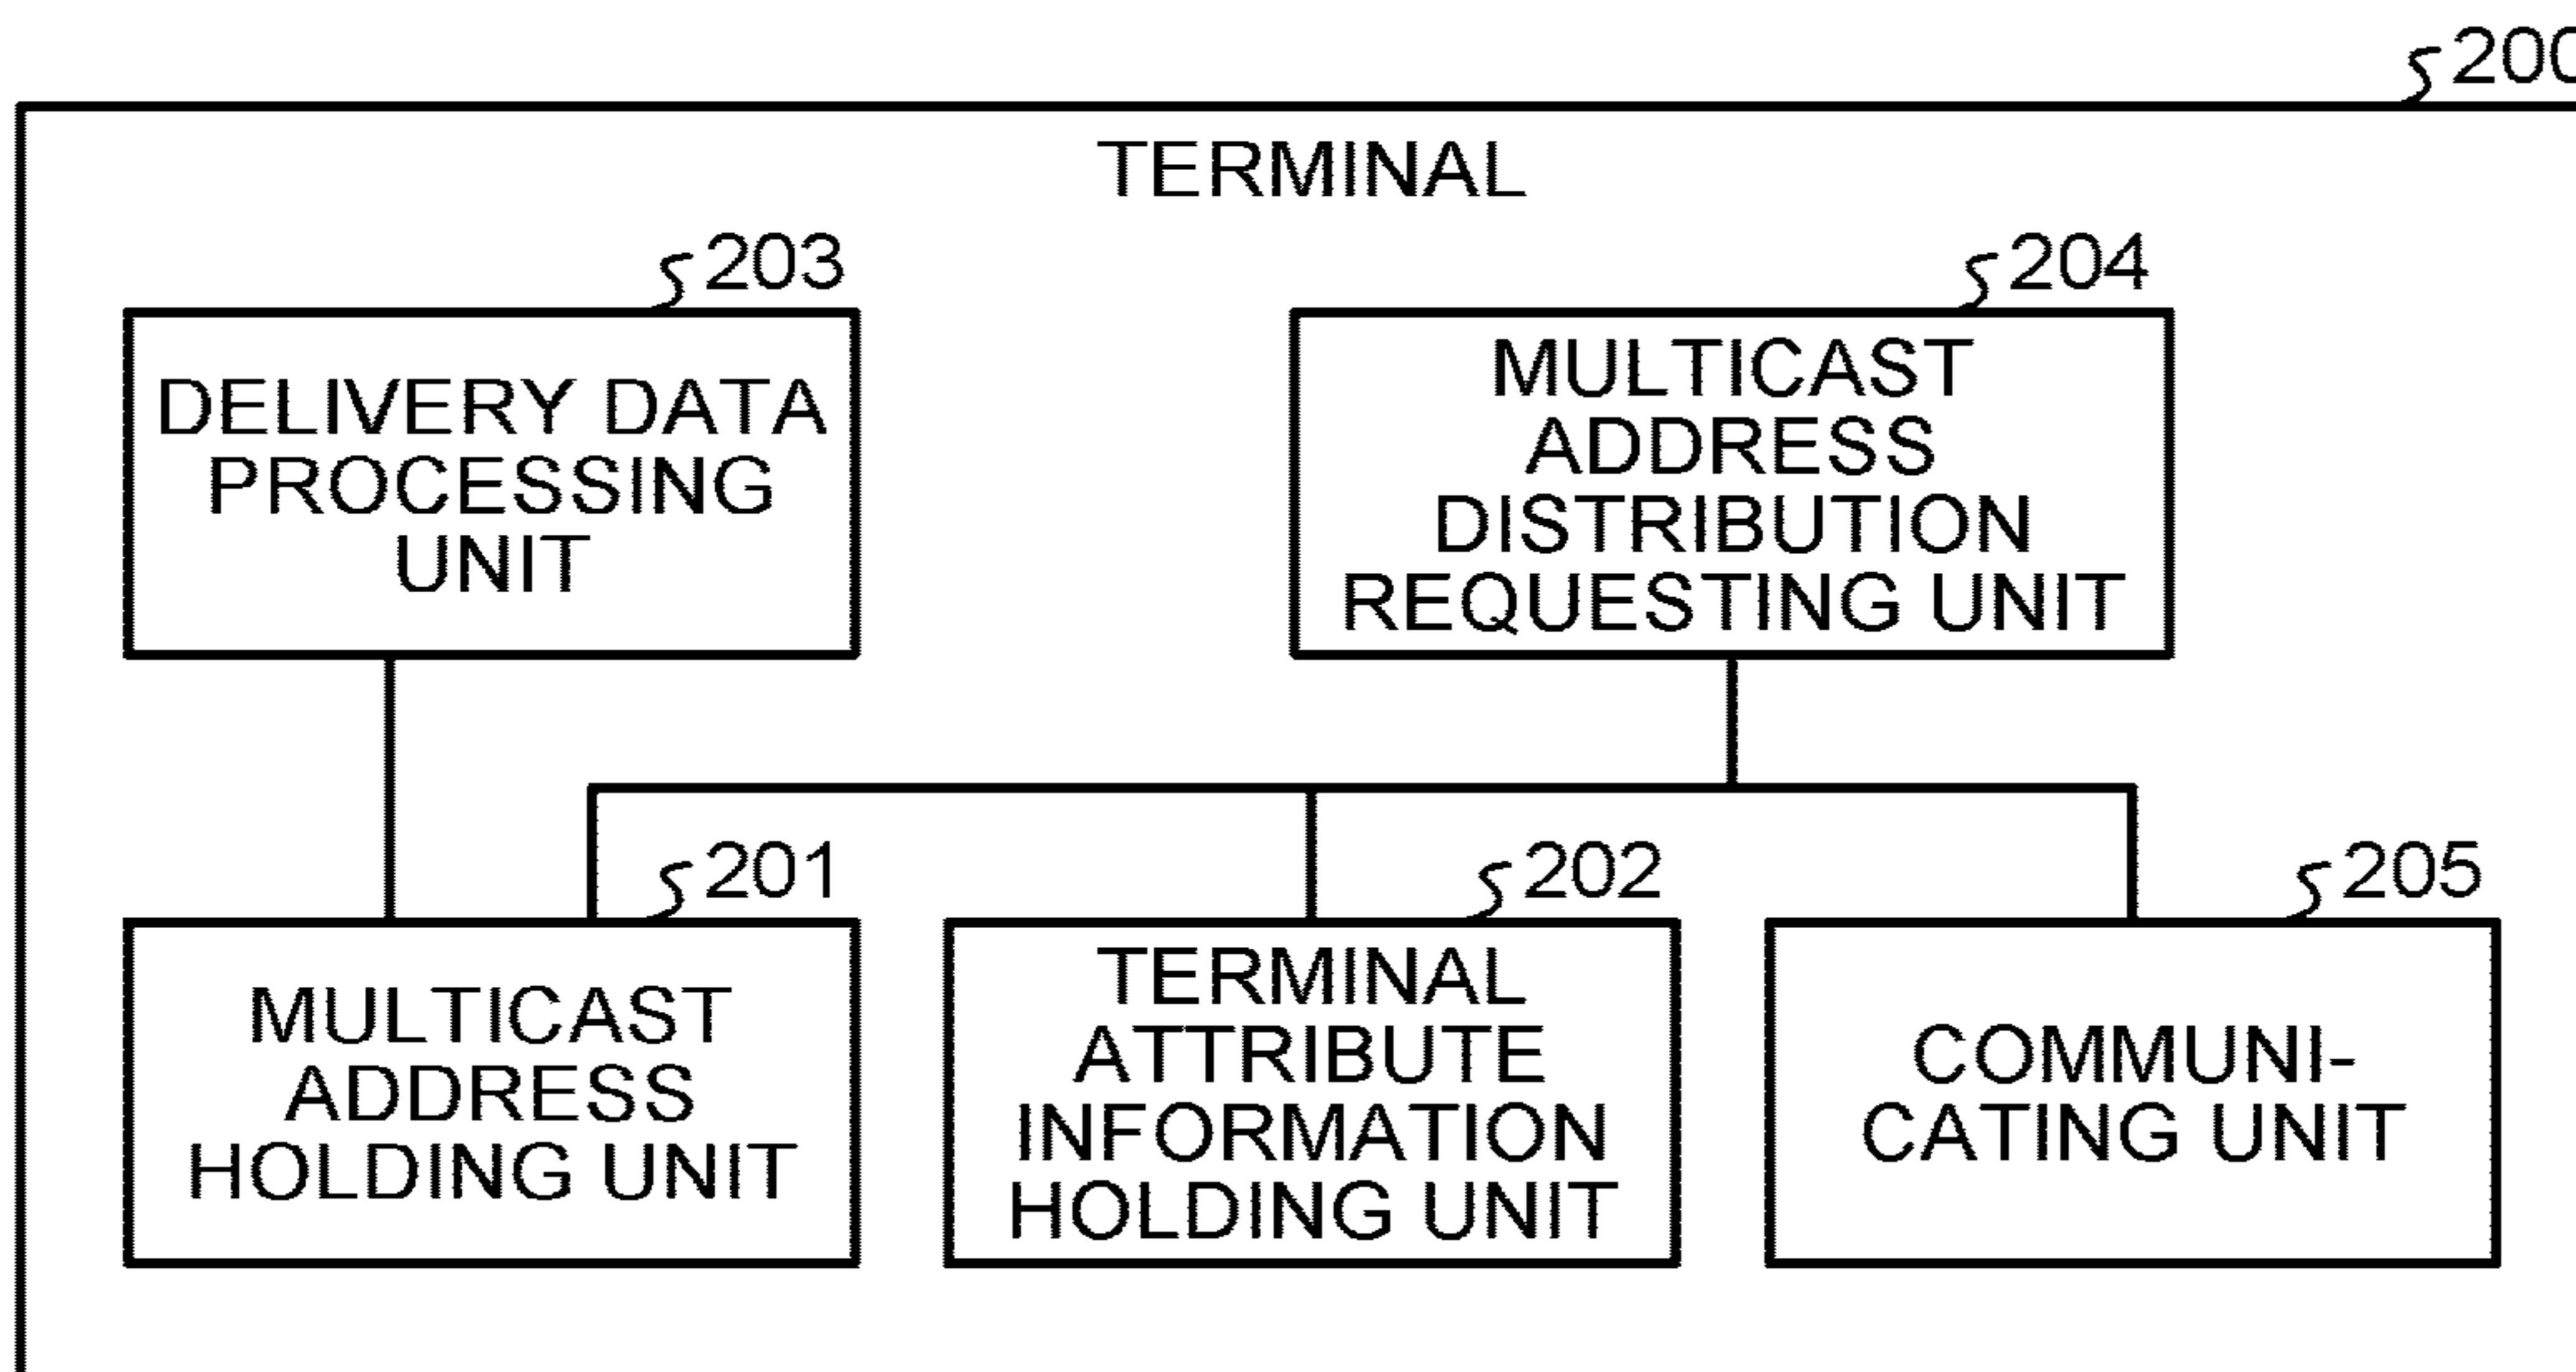 200
TERMINAL
203
204
DELIVERY DATA
PROCESSING
UNIT
MULTICAST
ADDRESS
DISTRIBUTION
REQUESTING UNIT
201
202
205
MULTICAST
ADDRESS
HOLDING UNIT
TERMINAL
ATTRIBUTE
INFORMATION
HOLDING UNIT
COMMUNI-
CATING UNIT